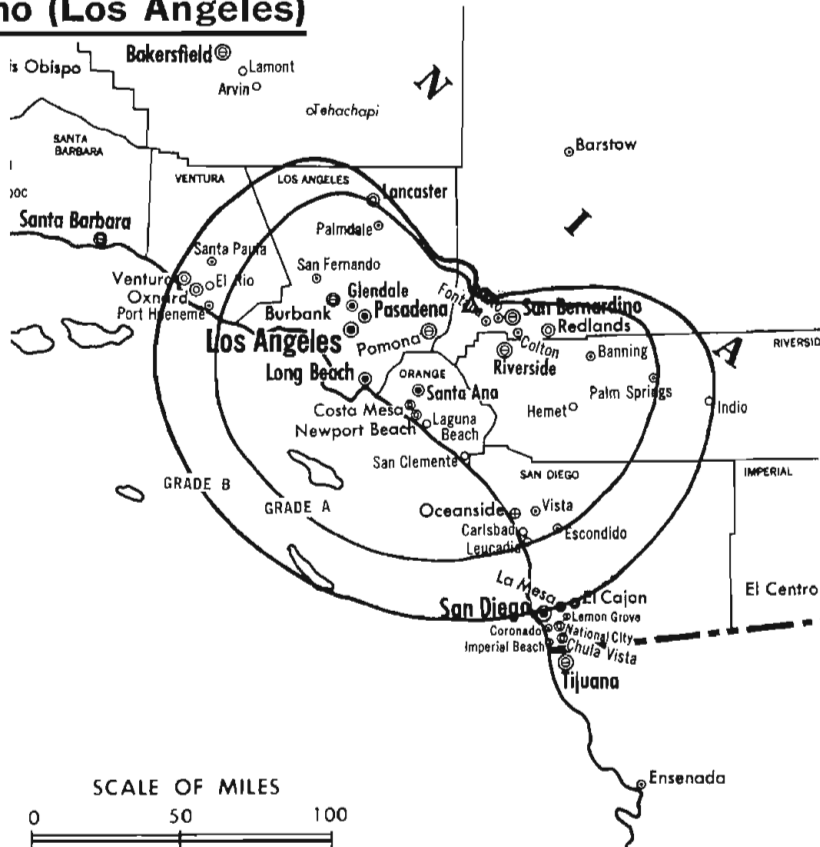 no (Los Angeles)
Bakersfield
is Obispo
Lamont
Arvin
Tehachapi
N
SANTA
BARBARA
Barstow
VENTURA
LOS ANGELES
Lancaster
I
Santa Barbara
Palmdale
Santa Paula
San Fernando
Ventura
El Rio
Oxnard
Port Hueneme
Glendale
Fontana
Burbank
Pasadena
San Bernardino
Redlands
Los Angeles
Pomona
Colton
RIVERSID
Riverside
Banning
A
Long Beach
ORANGE
Santa Ana
Palm Springs
Costa Mesa
Hemet
Indio
Newport Beach
Laguna
Beach
San Clemente
GRADE B
SAN DIEGO
IMPERIAL
GRADE A
Oceanside
Vista
Carlsbad
Escondido
Leucadia
La Mesa
El Cajon
El Centro
San Diego
Lemon Grove
Coronado
National City
Imperial Beach
Chula Vista
Tijuana
Ensenada
SCALE OF MILES
0 50 100